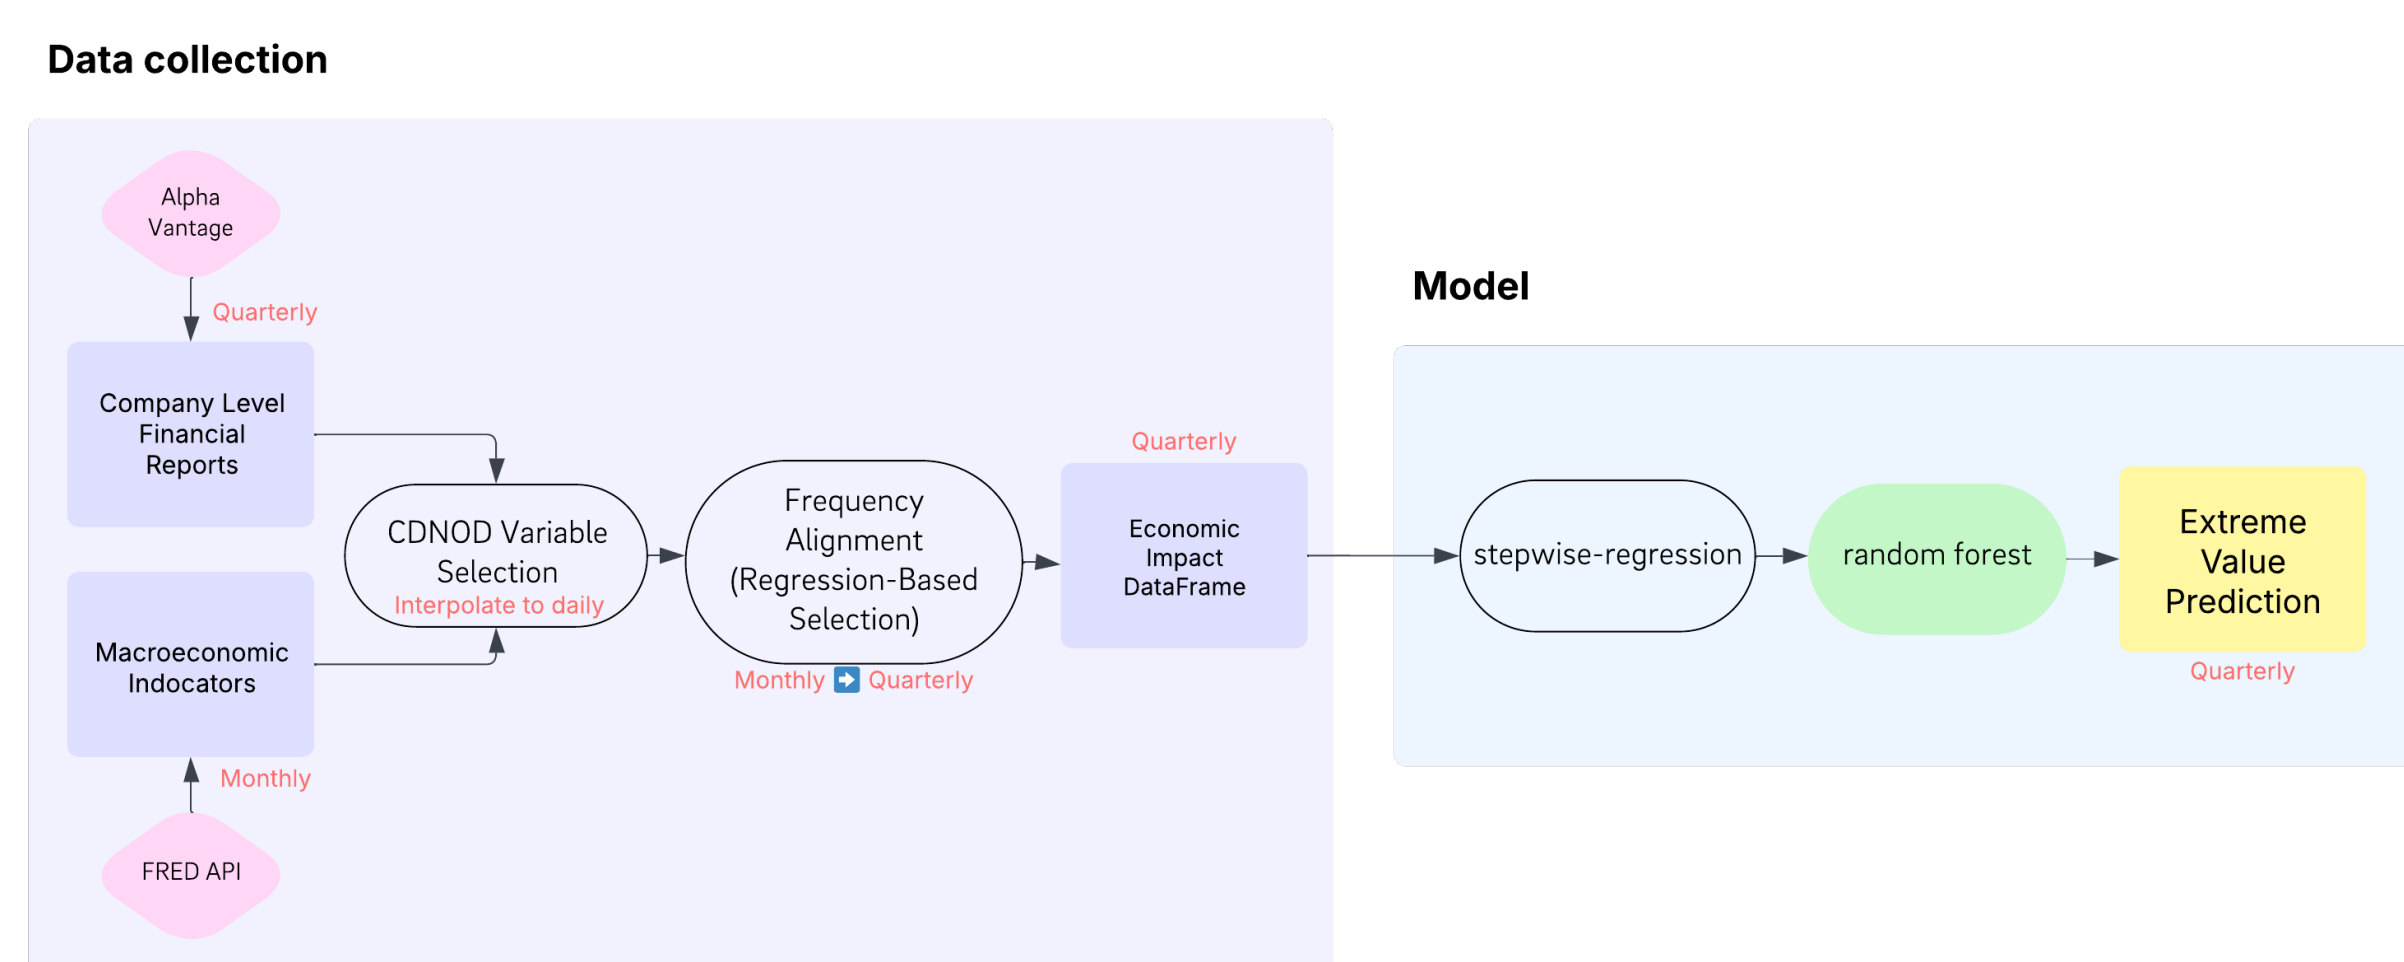 Data collection
Alpha
Vantage
Quarterly
Company Level
Financial
Reports
Macroeconomic
Indocators
Monthly
FRED API
CDNOD Variable
Selection
Interpolate to daily
Frequency
Alignment
(Regression-Based
Selection)
Monthly ➡ Quarterly
Quarterly
Economic
Impact
DataFrame
Model
stepwise-regression
random forest
Extreme
Value
Prediction
Quarterly